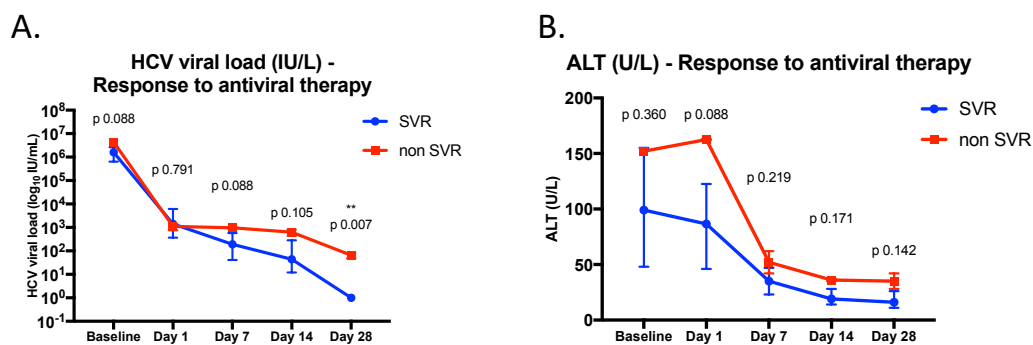 A.
HCV viral load (IU/L) -
Response to antiviral therapy
HCV viral load (log10 IU/mL)
10^8
10^7
10^6
10^5
10^4
10^3
10^2
10^1
10^0
10^-1
p 0.088
p 0.791
p 0.088
p 0.105
**
p 0.007
SVR
non SVR
Baseline Day 1 Day 7 Day 14 Day 28
B.
ALT (U/L) - Response to antiviral therapy
ALT (U/L)
200
150
100
50
0
p 0.360
p 0.088
p 0.219
p 0.171
p 0.142
SVR
non SVR
Baseline Day 1 Day 7 Day 14 Day 28